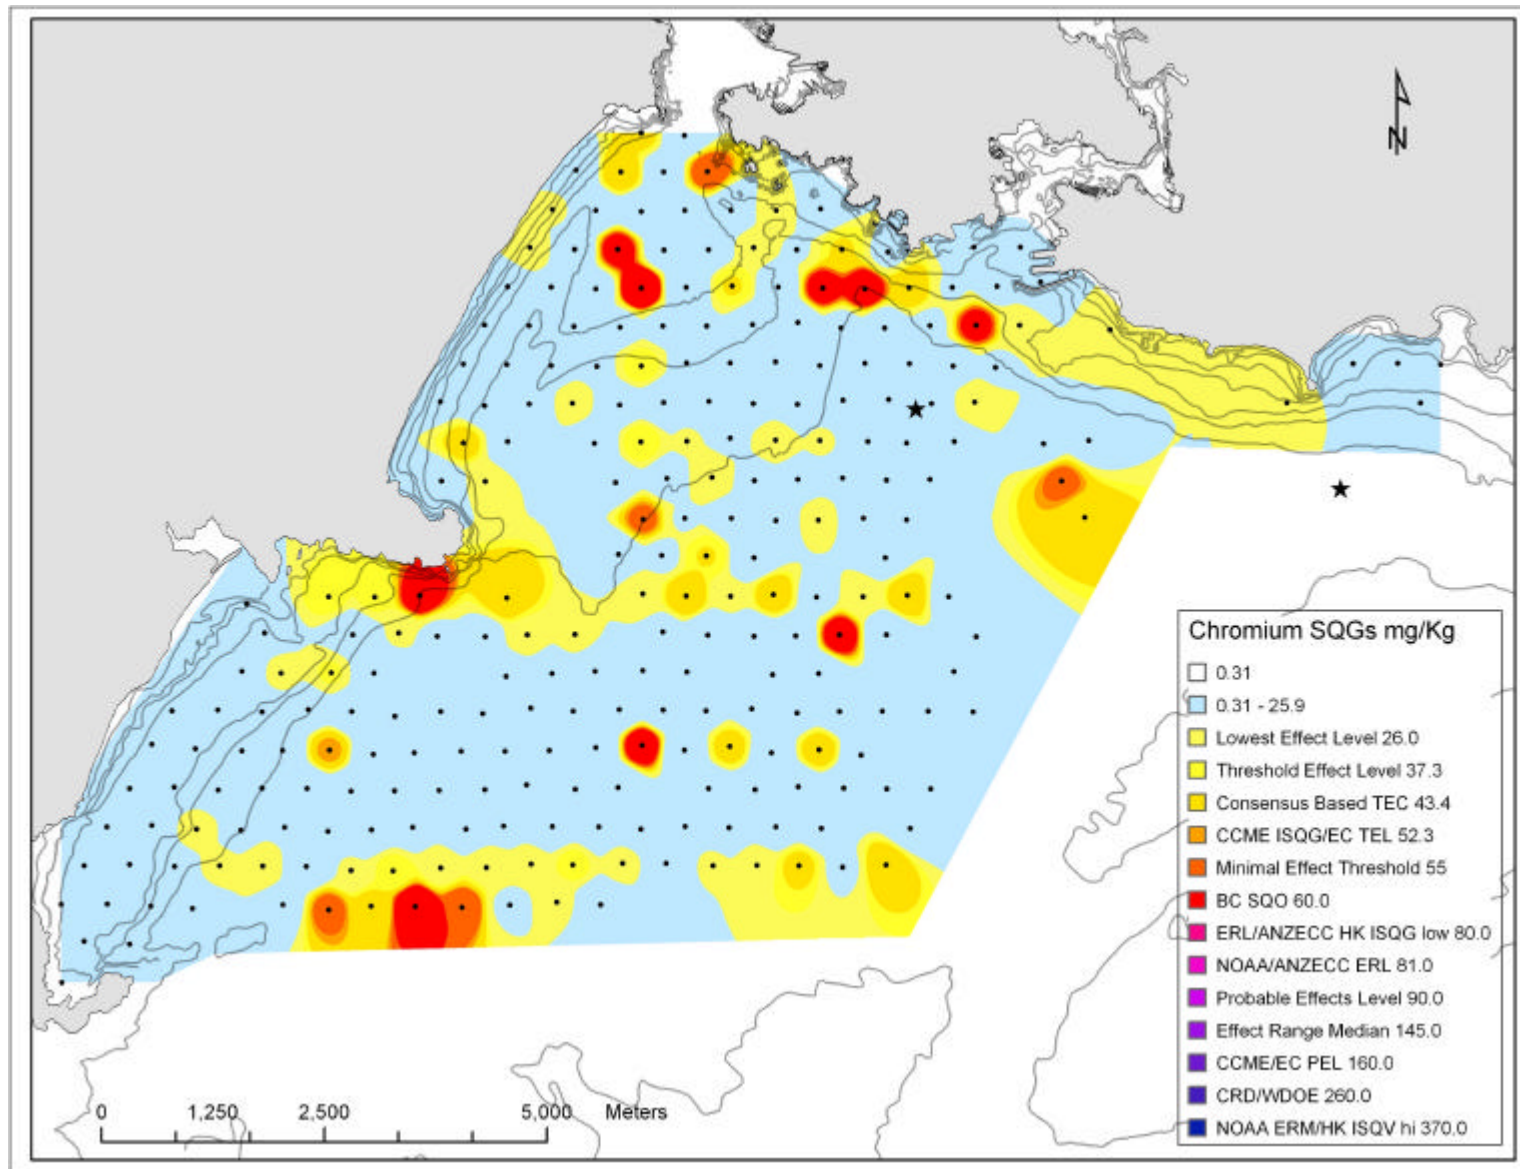 N
Chromium SQGs mg/Kg
0.31
0.31 - 25.9
Lowest Effect Level 26.0
Threshold Effect Level 37.3
Consensus Based TEC 43.4
CCME ISQG/EC TEL 52.3
Minimal Effect Threshold 55
BC SQO 60.0
ERL/ANZECC HK ISQG low 80.0
NOAA/ANZECC ERL 81.0
Probable Effects Level 90.0
Effect Range Median 145.0
CCME/EC PEL 160.0
CRD/WDOE 260.0
NOAA ERM/HK ISQV hi 370.0
0 1,250 2,500 5,000 Meters